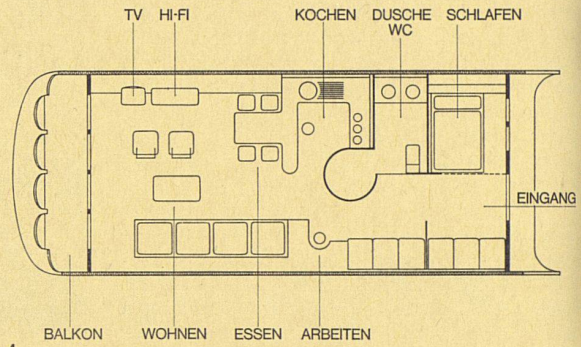 TV HI-FI KOCHEN DUSCHE SCHLAFEN
WC
EINGANG
BALKON WOHNEN ESSEN ARBEITEN